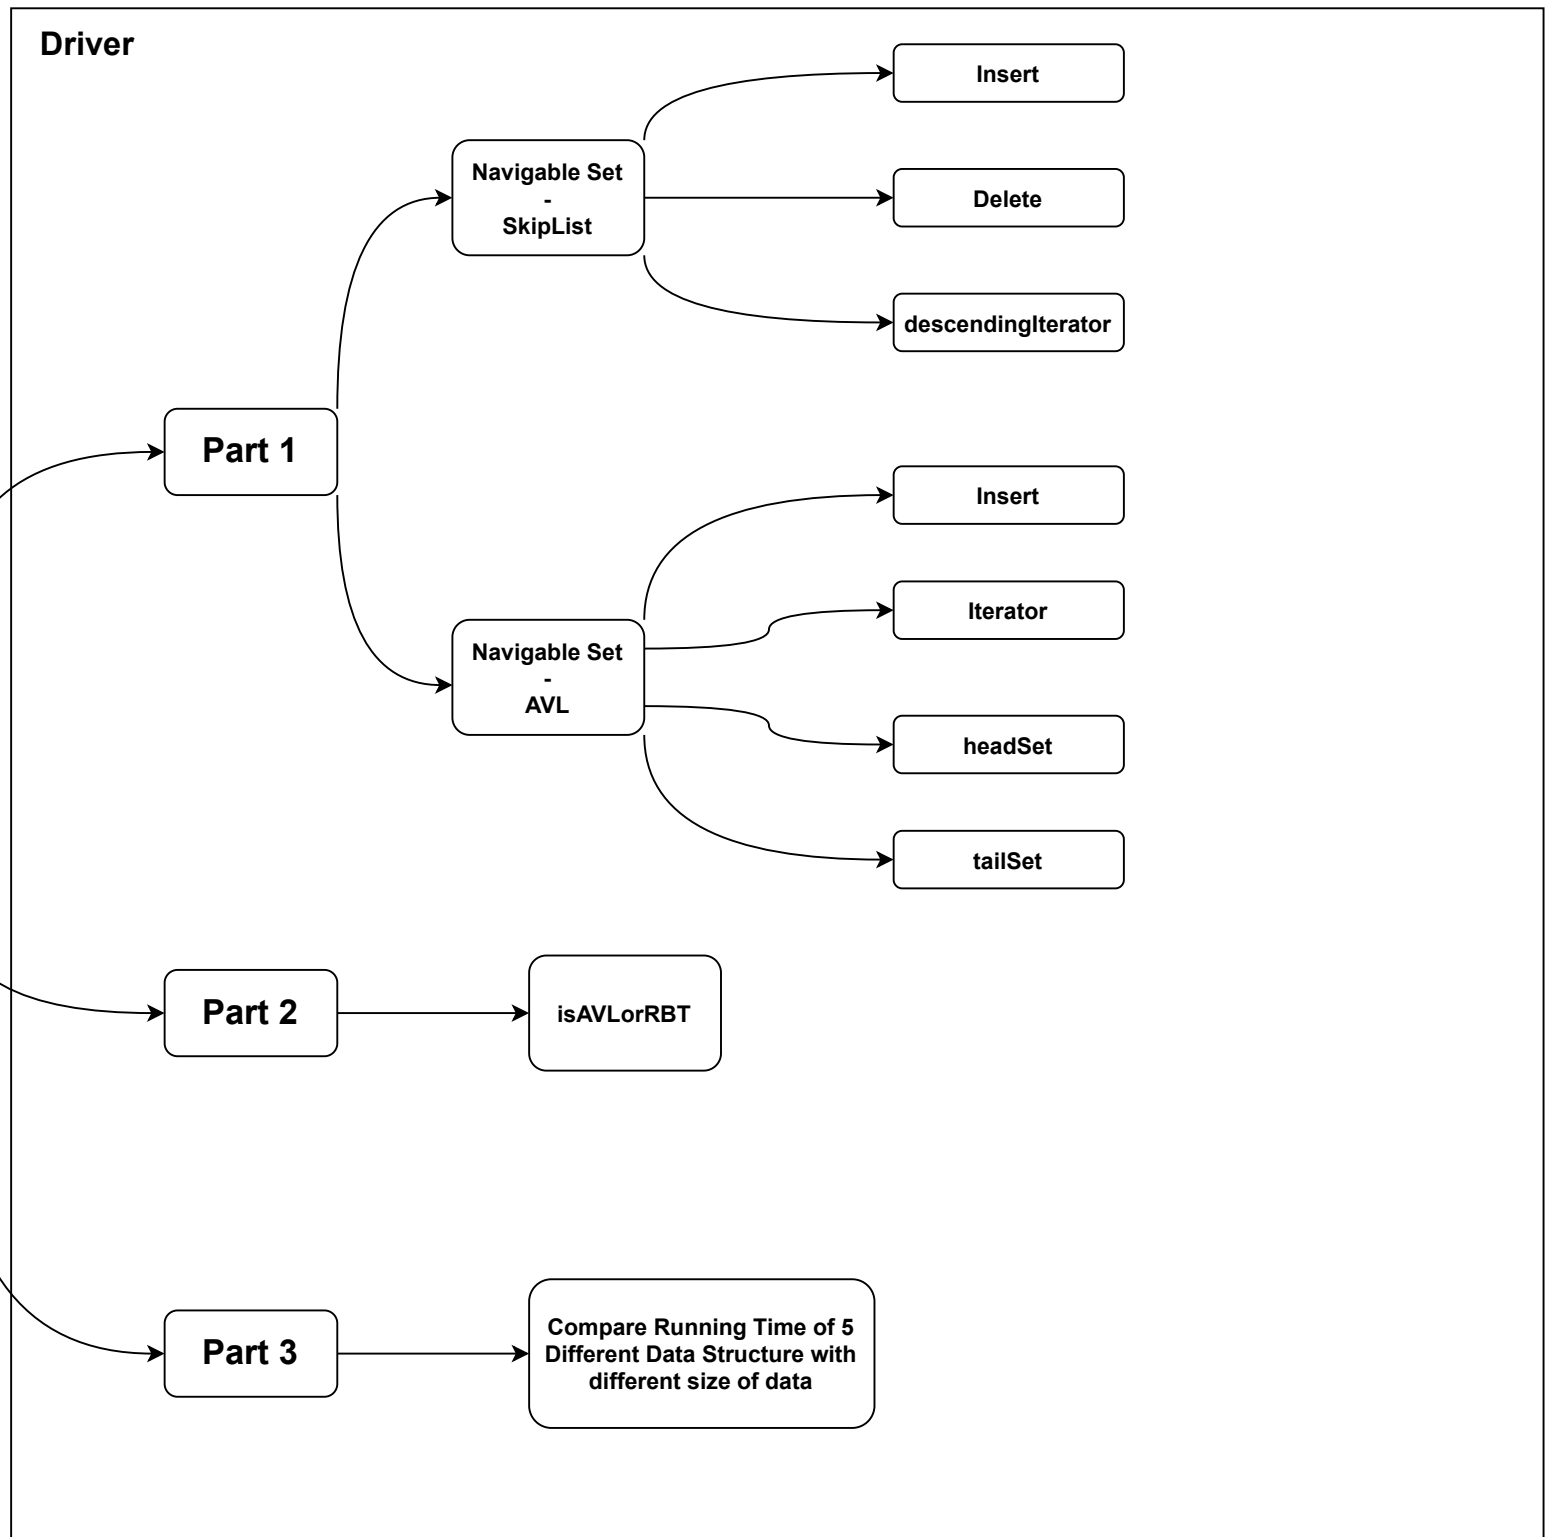 Driver
Insert
Navigable Set
-
SkipList
Delete
descendingIterator
Part 1
Insert
Iterator
Navigable Set
-
AVL
headSet
tailSet
Part 2
isAVLorRBT
Part 3
Compare Running Time of 5
Different Data Structure with
different size of data